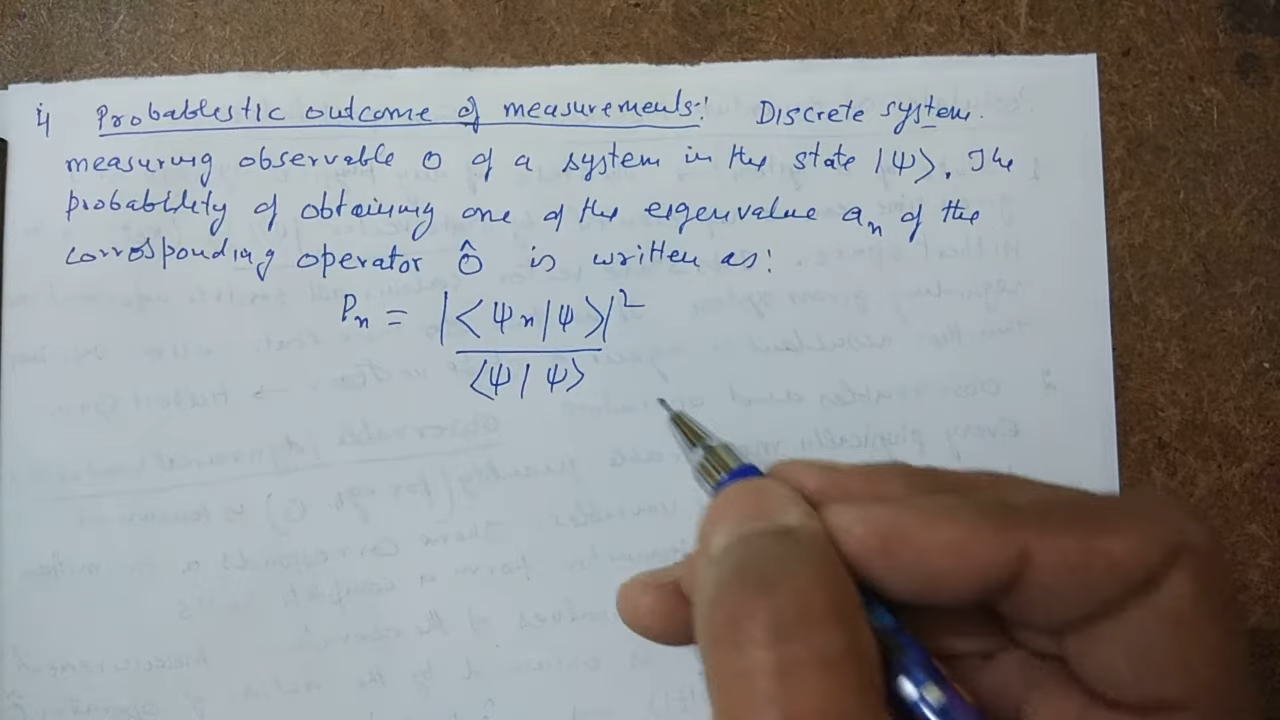 4 Probablestic outcome of measurements: Discrete system.
measuring observable O of a system in the state |Ψ⟩. The
probability of obtaining one of the eigenvalue aₙ of the
corrosponding operator Ô is written as:
Pₙ = |⟨Ψₙ|Ψ⟩|²
⟨Ψ|Ψ⟩